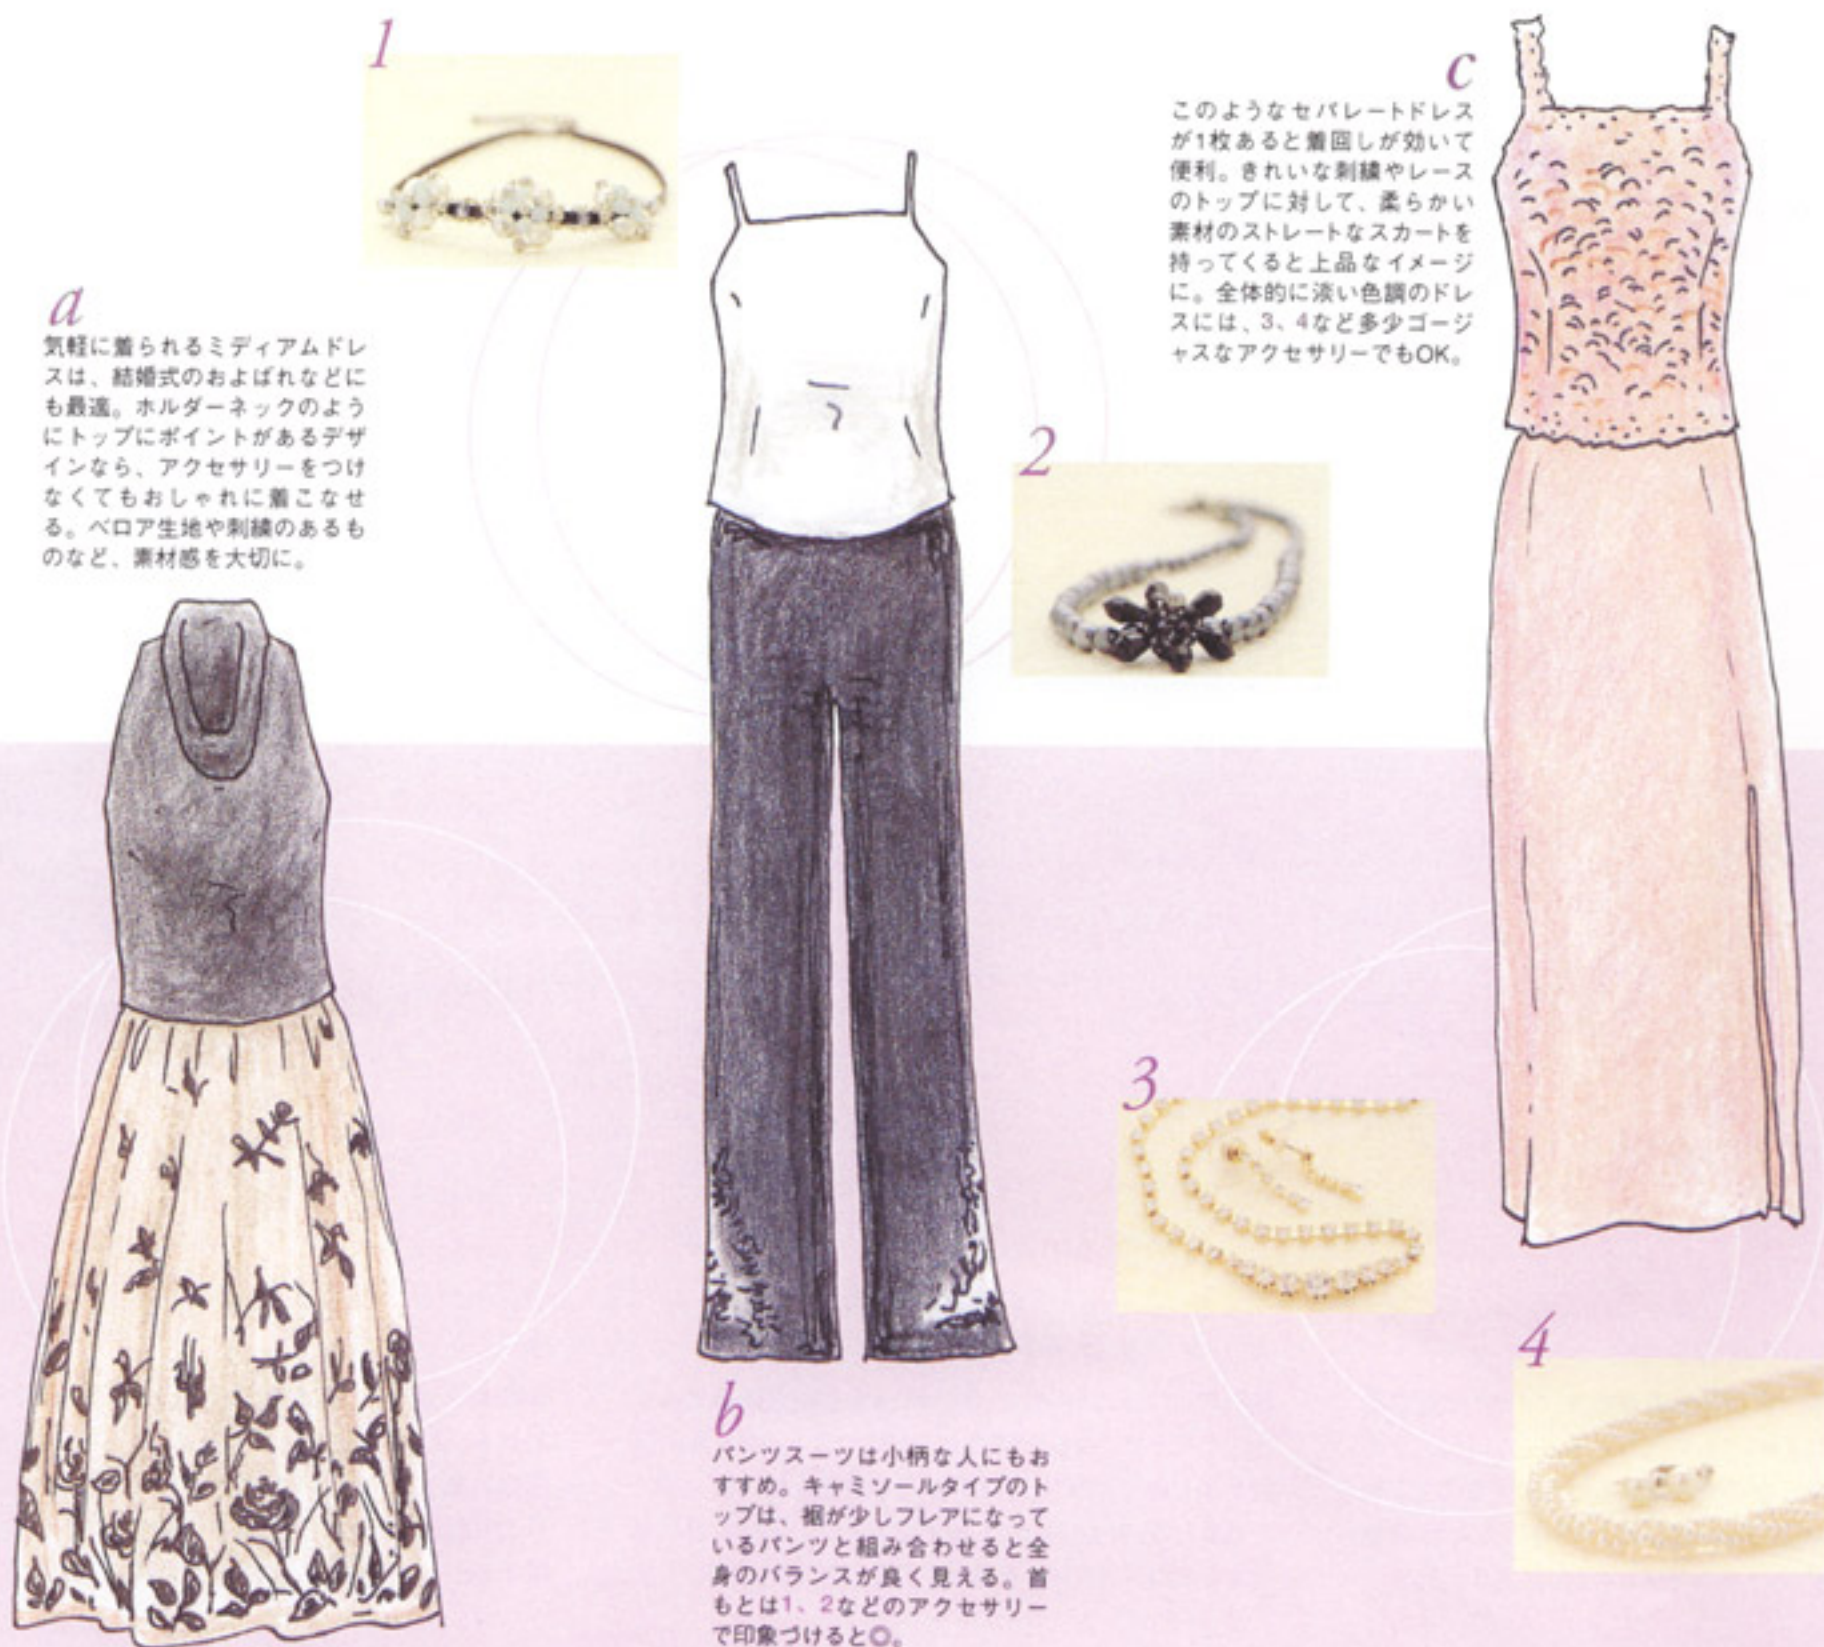 1
a
気軽に着られるミディアムドレ
スは、結婚式のおよばれなどに
も最適。ホルダーネックのよう
にトップにポイントがあるデザ
インなら、アクセサリーをつけ
なくてもおしゃれに着こなせ
る。ベロア生地や刺繍のあるも
のなど、素材感を大切に。
b
パンツスーツは小柄な人にもお
すすめ。キャミソールタイプのト
ップは、裾が少しフレアになって
いるパンツと組み合わせると全
身のバランスが良く見える。首
もとは1、2などのアクセサリー
で印象づけると◎。
2
c
このようなセパレートドレス
が1枚あると着回しが効いて
便利。きれいな刺繍やレース
のトップに対して、柔らかい
素材のストレートなスカートを
持ってくると上品なイメージ
に。全体的に淡い色調のドレ
スには、3、4など多少ゴージ
ャスなアクセサリーでもOK。
3
4